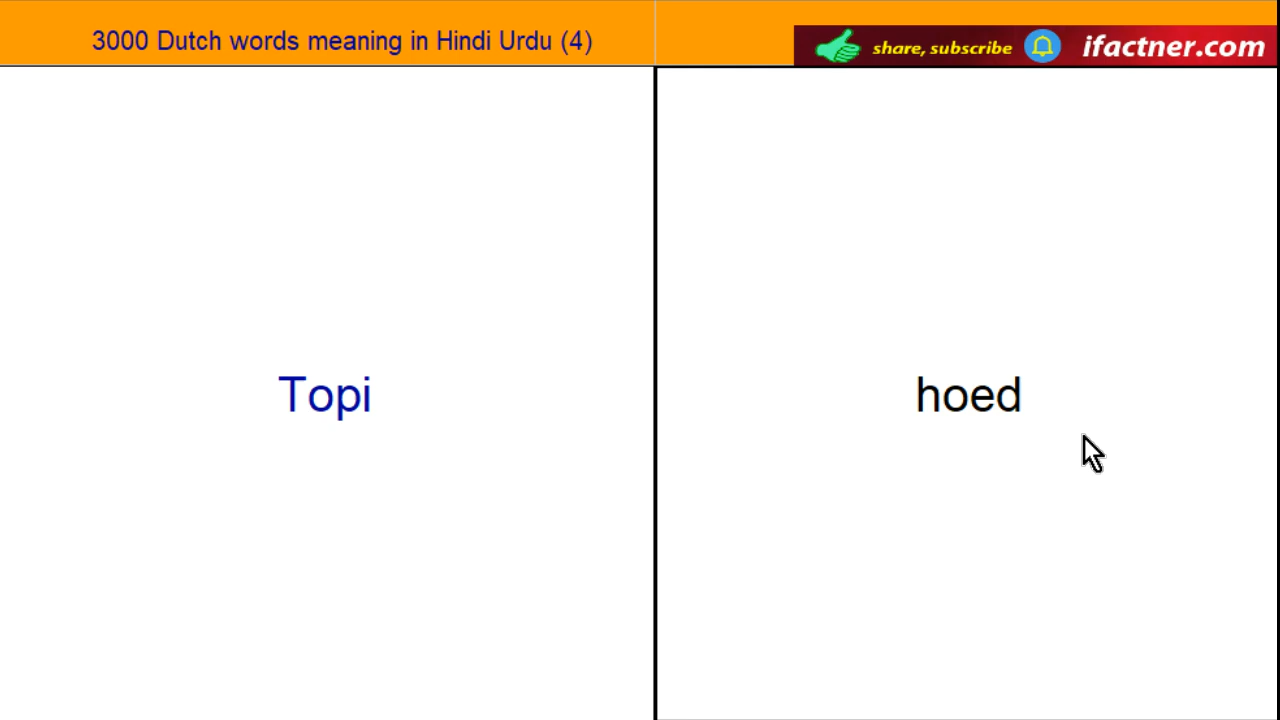 3000 Dutch words meaning in Hindi Urdu (4)
share, subscribe ifactner.com
Topi
hoed